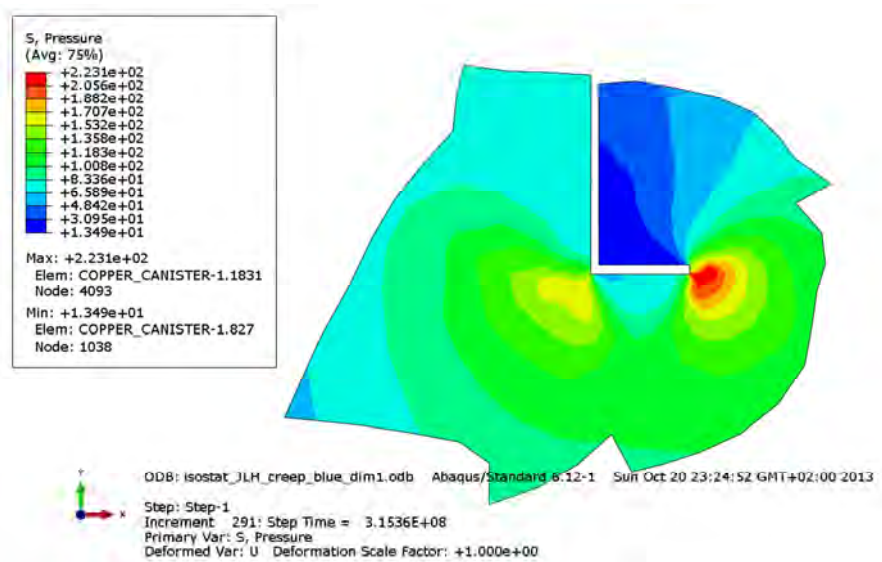 S, Pressure
(Avg: 75%)
+2.231e+02
+2.056e+02
+1.882e+02
+1.707e+02
+1.532e+02
+1.358e+02
+1.183e+02
+1.008e+02
+8.336e+01
+6.589e+01
+4.842e+01
+3.095e+01
+1.349e+01
Max: +2.231e+02
Elem: COPPER_CANISTER-1.1831
Node: 4093
Min: +1.349e+01
Elem: COPPER_CANISTER-1.827
Node: 1038
Y
X
ODB: isostat_JLH_creep_blue_dim1.odb Abaqus/Standard 6.12-1 Sun Oct 20 23:24:52 GMT+02:00 2013
Step: Step-1
Increment 291: Step Time = 3.1536E+08
Primary Var: S, Pressure
Deformed Var: U Deformation Scale Factor: +1.000e+00